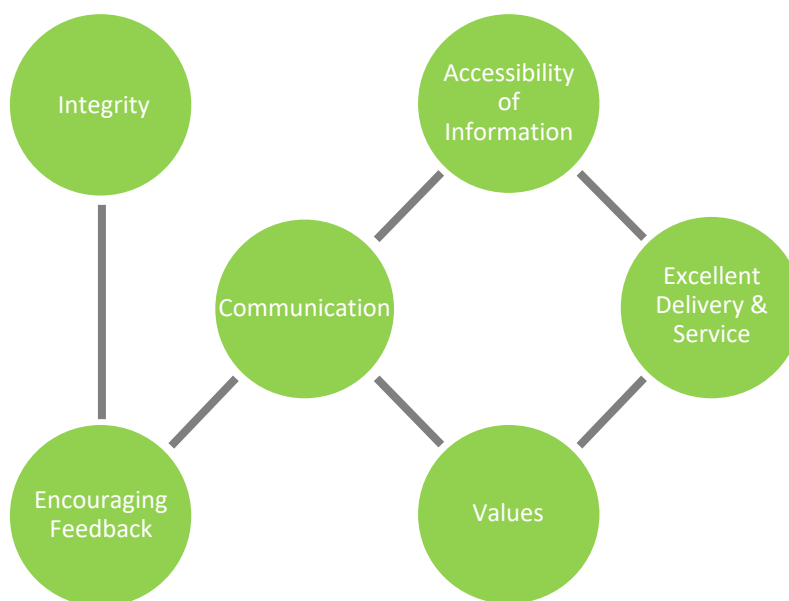 Integrity
Accessibility
of
Information
Communication
Excellent
Delivery &
Service
Encouraging
Feedback
Values